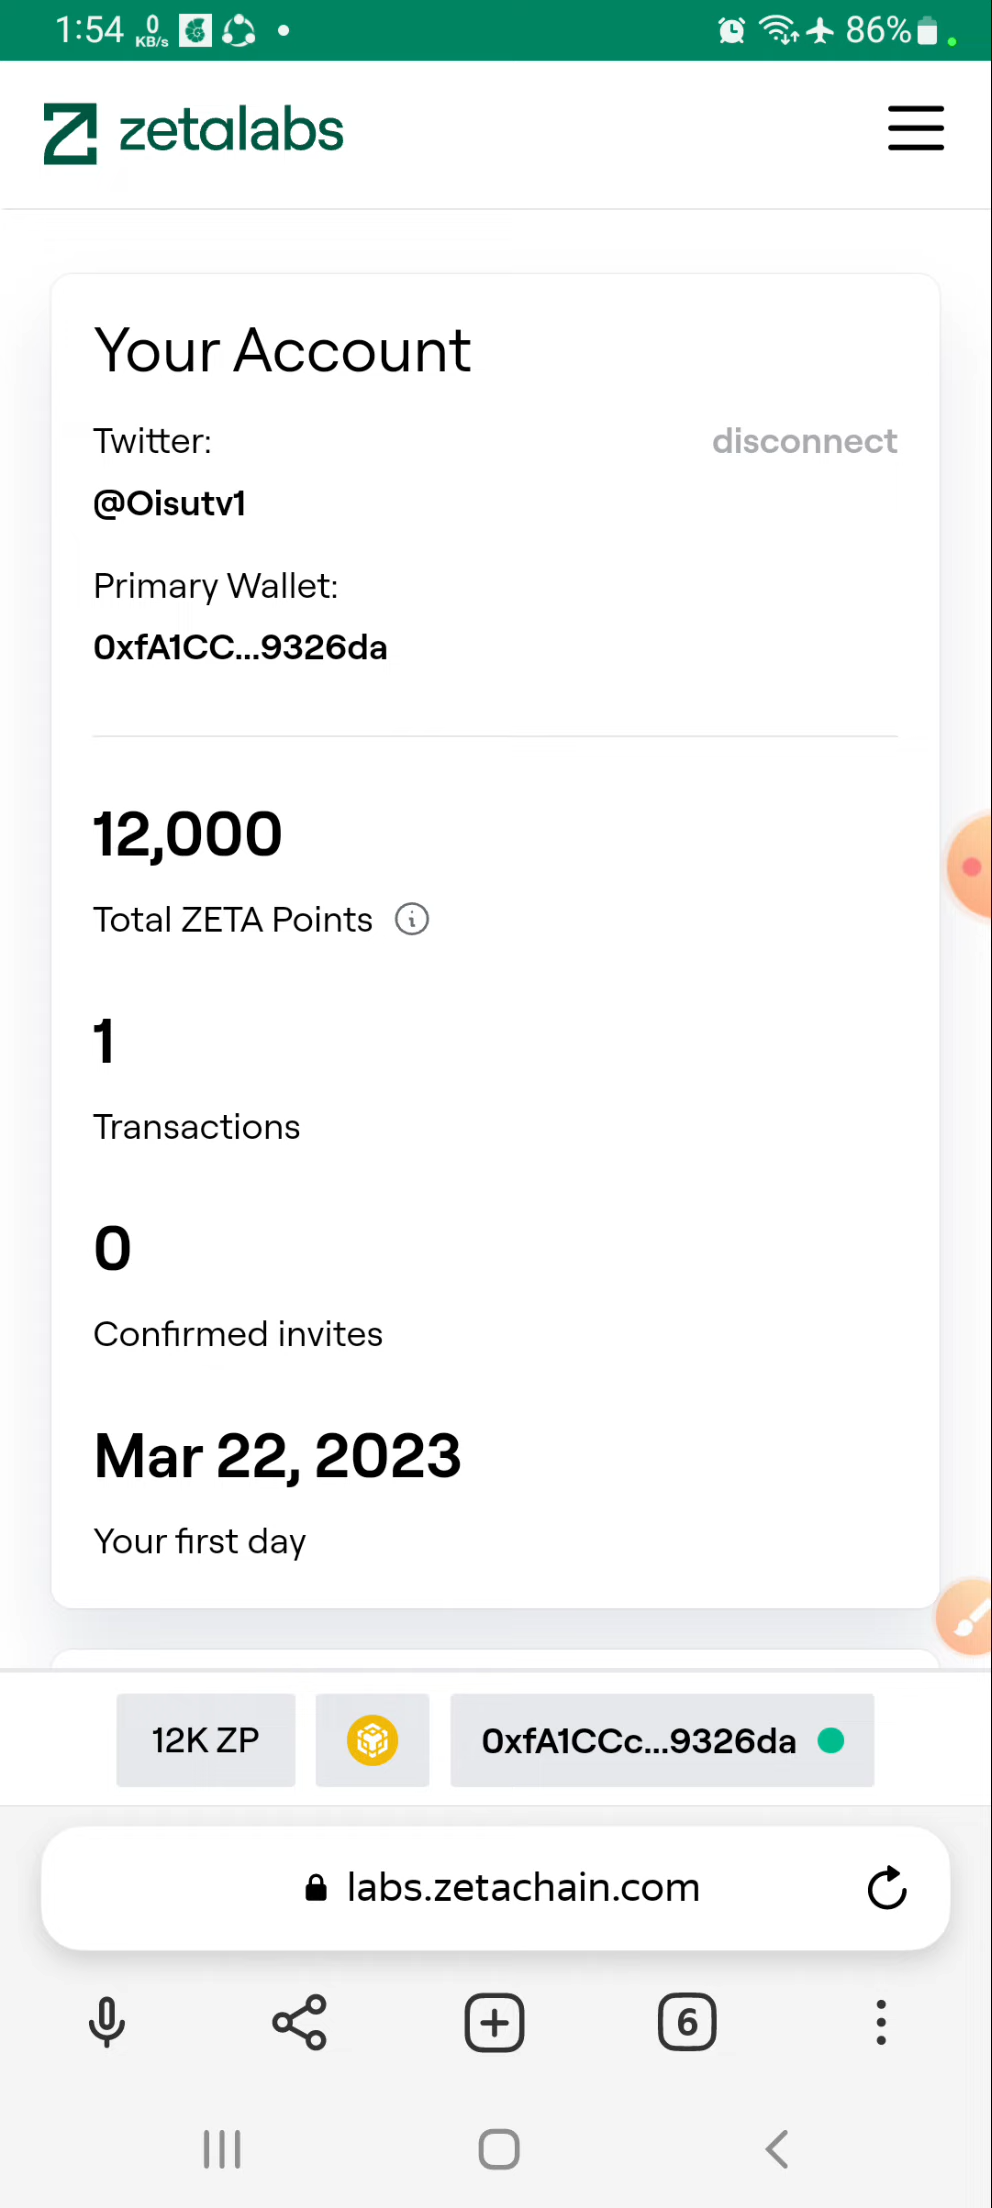 1:54 0 KB/s 86%
zetalabs
Your Account
Twitter: disconnect
@Oisutv1
Primary Wallet:
0xfA1CC...9326da
12,000
Total ZETA Points
1
Transactions
0
Confirmed invites
Mar 22, 2023
Your first day
12K ZP 0xfA1CCc...9326da
labs.zetachain.com
6